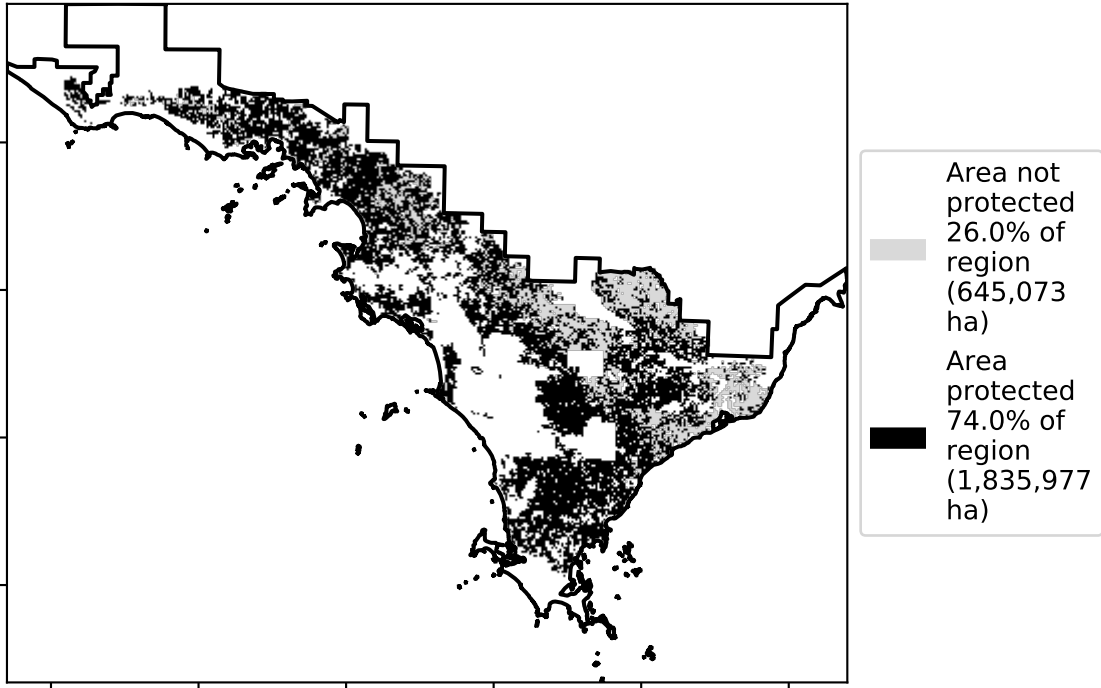 Area not
protected
26.0% of
region
(645,073
ha)
Area
protected
74.0% of
region
(1,835,977
ha)